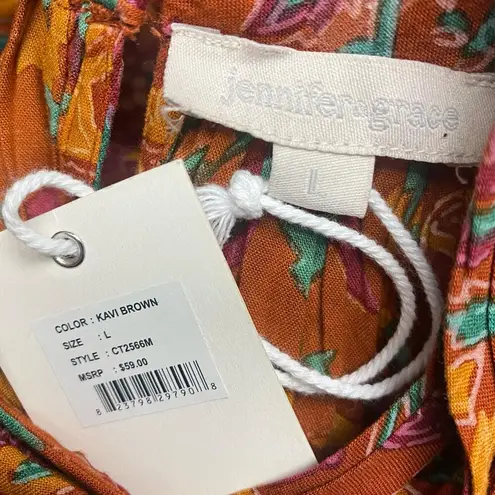 jennifer&grace
L
COLOR : KAVI BROWN
SIZE : L
STYLE : CT2566M
MSRP : $59.00
8 23798 29790 8